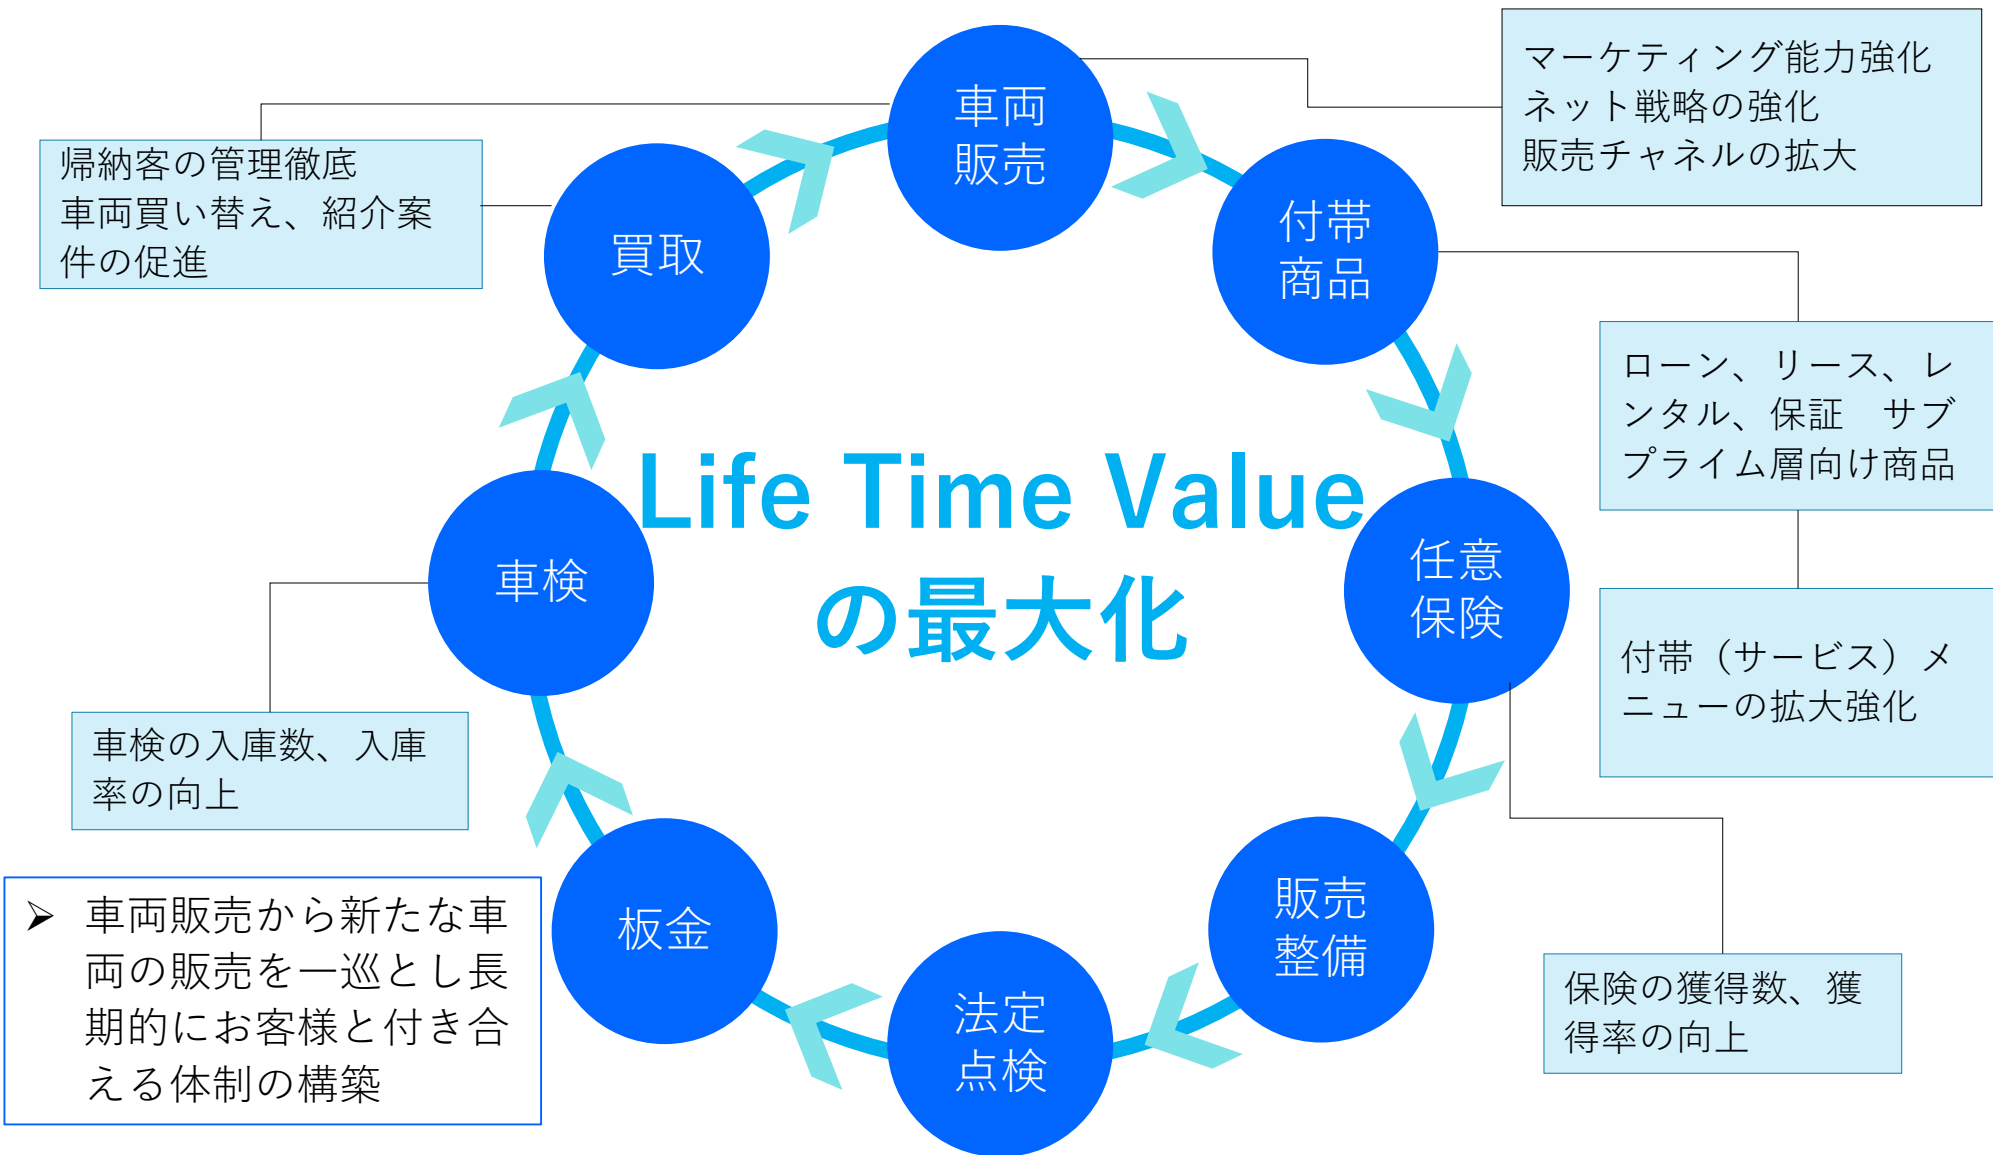 車両
販売
マーケティング能力強化
ネット戦略の強化
販売チャネルの拡大
帰納客の管理徹底
車両買い替え、紹介案
件の促進
買取
付帯
商品
ローン、リース、レ
ンタル、保証　サブ
プライム層向け商品
Life Time Value
の最大化
車検
任意
保険
付帯（サービス）メ
ニューの拡大強化
車検の入庫数、入庫
率の向上
板金
販売
整備
法定
点検
➢ 車両販売から新たな車
両の販売を一巡とし長
期的にお客様と付き合
える体制の構築
保険の獲得数、獲
得率の向上